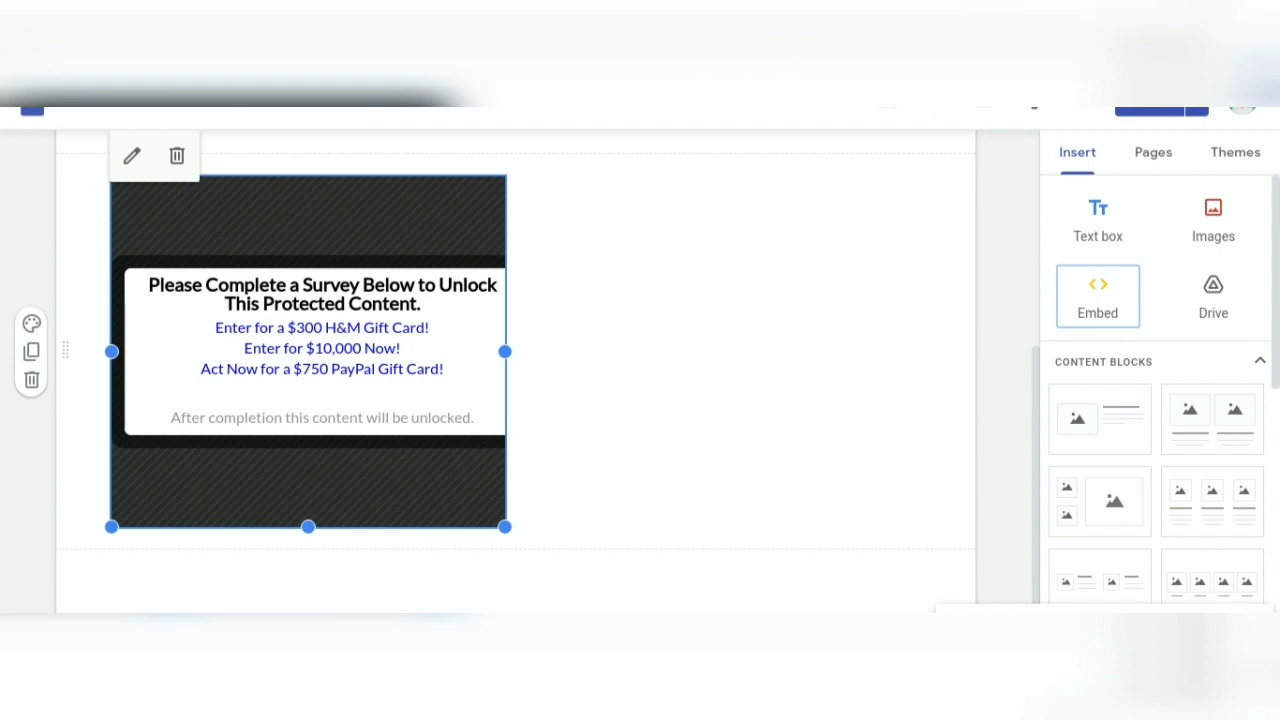 Insert
Pages
Themes
Text box
Images
Embed
Drive
CONTENT BLOCKS
Please Complete a Survey Below to Unlock
This Protected Content.
Enter for a $300 H&M Gift Card!
Enter for $10,000 Now!
Act Now for a $750 PayPal Gift Card!
After completion this content will be unlocked.